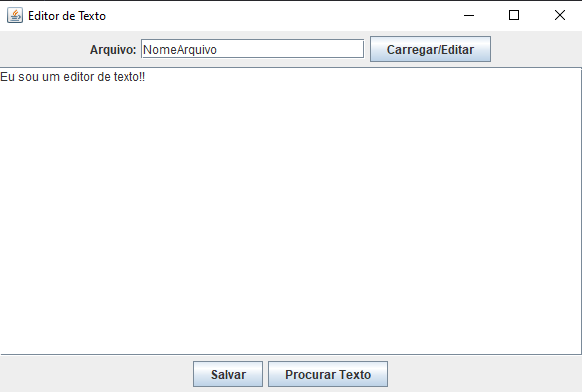 Editor de Texto
Arquivo: NomeArquivo Carregar/Editar
Eu sou um editor de texto!!
Salvar Procurar Texto